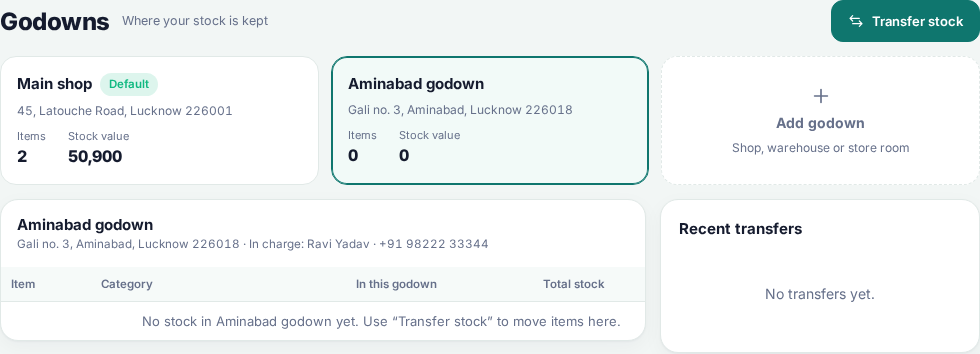 Godowns Where your stock is kept
Transfer stock
Main shop Default
45, Latouche Road, Lucknow 226001
Items Stock value
2 50,900
Aminabad godown
Gali no. 3, Aminabad, Lucknow 226018
Items Stock value
0 0
Add godown
Shop, warehouse or store room
Aminabad godown
Gali no. 3, Aminabad, Lucknow 226018 · In charge: Ravi Yadav · +91 98222 33344
Item Category In this godown Total stock
No stock in Aminabad godown yet. Use “Transfer stock” to move items here.
Recent transfers
No transfers yet.